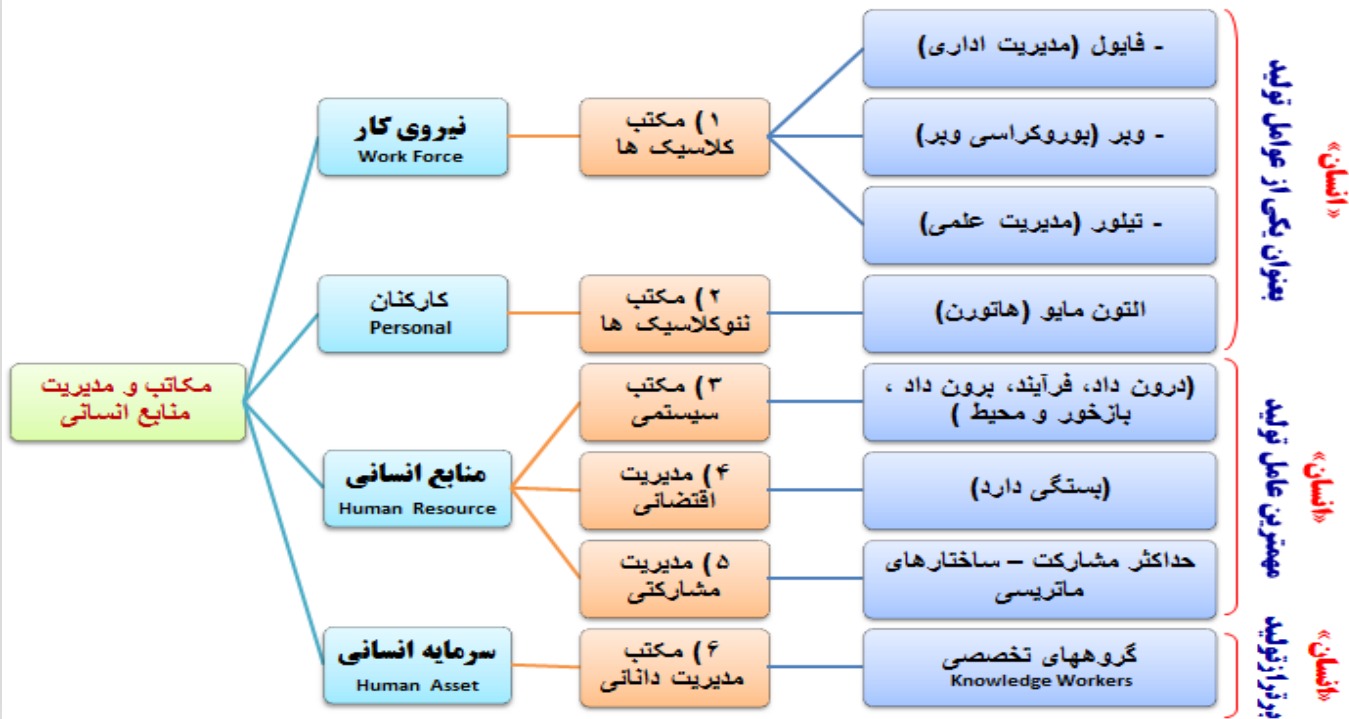 مکاتب و مدیریت
منابع انسانی
نیروی کار
Work Force
کارکنان
Personal
منابع انسانی
Human Resource
سرمایه انسانی
Human Asset
۱) مکتب
کلاسیک ها
۲) مکتب
نئوکلاسیک ها
۳) مکتب
سیستمی
۴) مدیریت
اقتضائی
۵) مدیریت
مشارکتی
۶) مکتب
مدیریت دانائی
- فایول (مدیریت اداری)
- وبر (بوروکراسی وبر)
- تیلور (مدیریت علمی)
التون مایو (هاتورن)
(درون داد، فرآیند، برون داد ،
بازخور و محیط )
(بستگی دارد)
حداکثر مشارکت – ساختارهای
ماتریسی
گروههای تخصصی
Knowledge Workers
«انسان»
بعنوان یکی از عوامل تولید
«انسان»
مهمترین عامل تولید
«انسان»
برتر از تولید